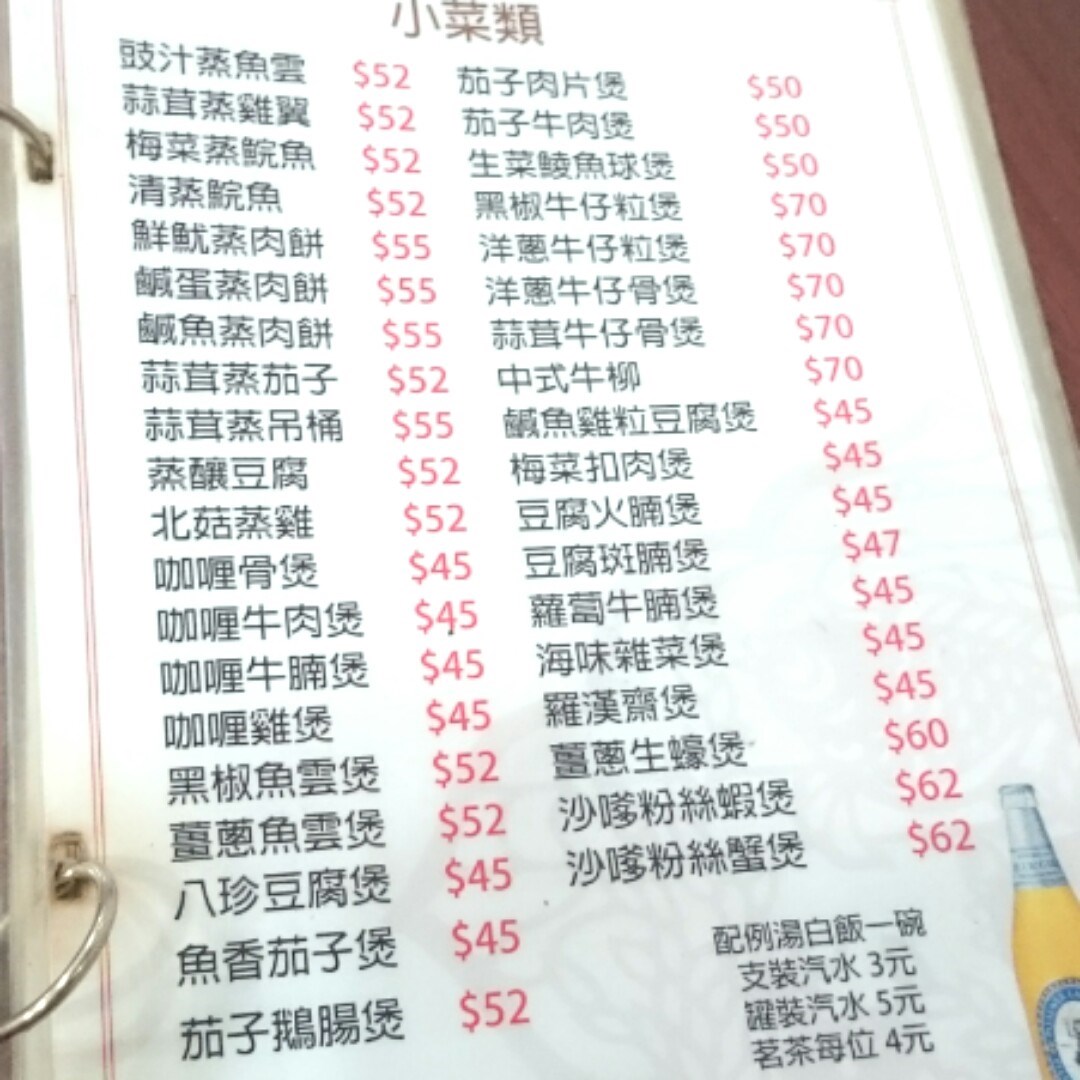 小菜類
豉汁蒸魚雲 $52
蒜茸蒸雞翼 $52
梅菜蒸鯇魚 $52
清蒸鯇魚 $52
鮮魷蒸肉餅 $55
鹹蛋蒸肉餅 $55
鹹魚蒸肉餅 $55
蒜茸蒸茄子 $52
蒜茸蒸吊桶 $55
蒸釀豆腐 $52
北菇蒸雞 $52
咖喱骨煲 $45
咖喱牛肉煲 $45
咖喱牛腩煲 $45
咖喱雞煲 $45
黑椒魚雲煲 $52
薑蔥魚雲煲 $52
八珍豆腐煲 $45
魚香茄子煲 $45
茄子鵝腸煲 $52
茄子肉片煲 $50
茄子牛肉煲 $50
生菜鯪魚球煲 $50
黑椒牛仔粒煲 $70
洋蔥牛仔粒煲 $70
洋蔥牛仔骨煲 $70
蒜茸牛仔骨煲 $70
中式牛柳 $70
鹹魚雞粒豆腐煲 $45
梅菜扣肉煲 $45
豆腐火腩煲 $45
豆腐斑腩煲 $47
蘿蔔牛腩煲 $45
海味雜菜煲 $45
羅漢齋煲 $45
薑蔥生蠔煲 $60
沙嗲粉絲蝦煲 $62
沙嗲粉絲蟹煲 $62
配例湯白飯一碗
支裝汽水 3元
罐裝汽水 5元
茗茶每位 4元